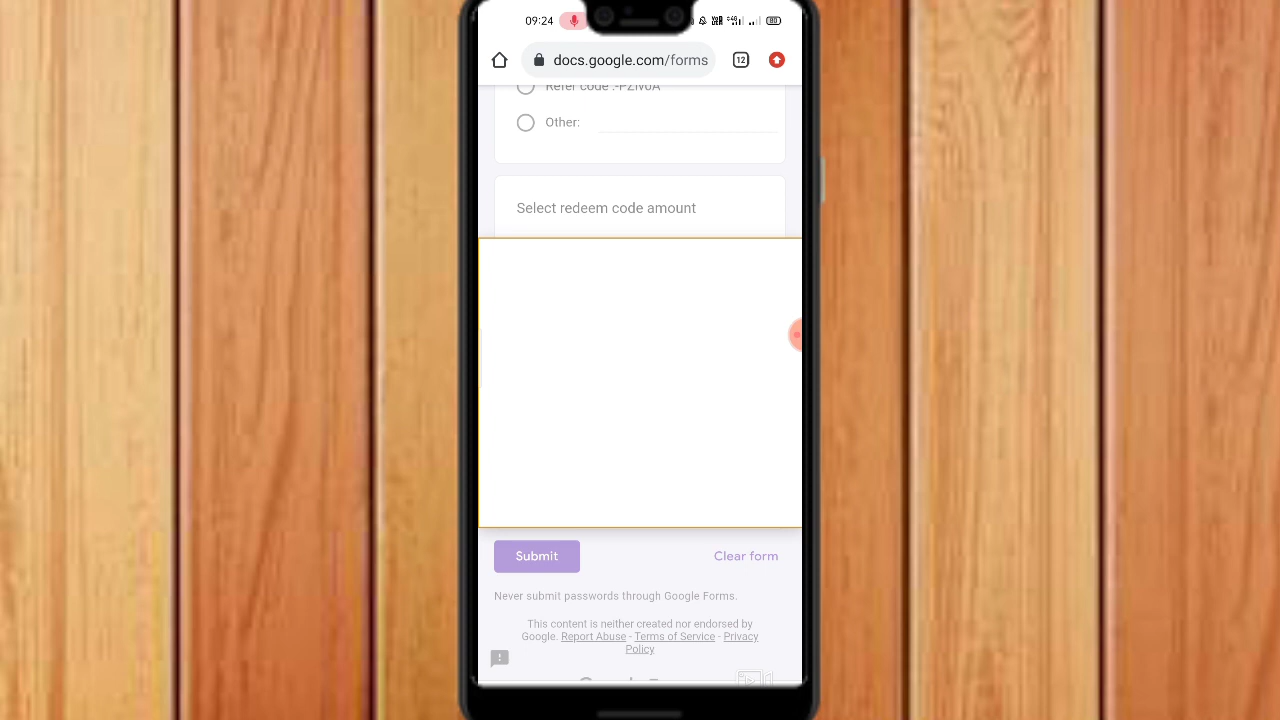 09:24
80
docs.google.com/forms
12
Other:
Select redeem code amount
Submit
Clear form
Never submit passwords through Google Forms.
This content is neither created nor endorsed by
Google. Report Abuse - Terms of Service - Privacy
Policy